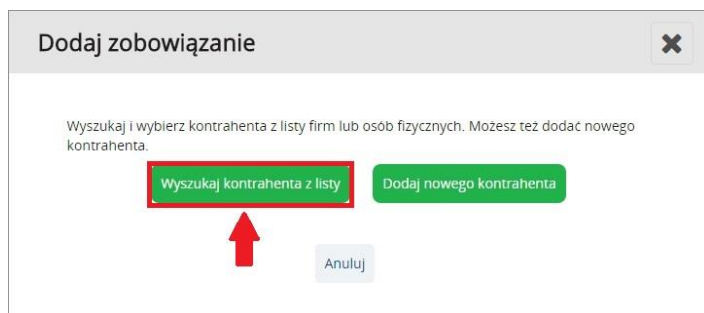 Dodaj zobowiązanie
Wyszukaj i wybierz kontrahenta z listy firm lub osób fizycznych. Możesz też dodać nowego
kontrahenta.
Wyszukaj kontrahenta z listy
Dodaj nowego kontrahenta
Anuluj